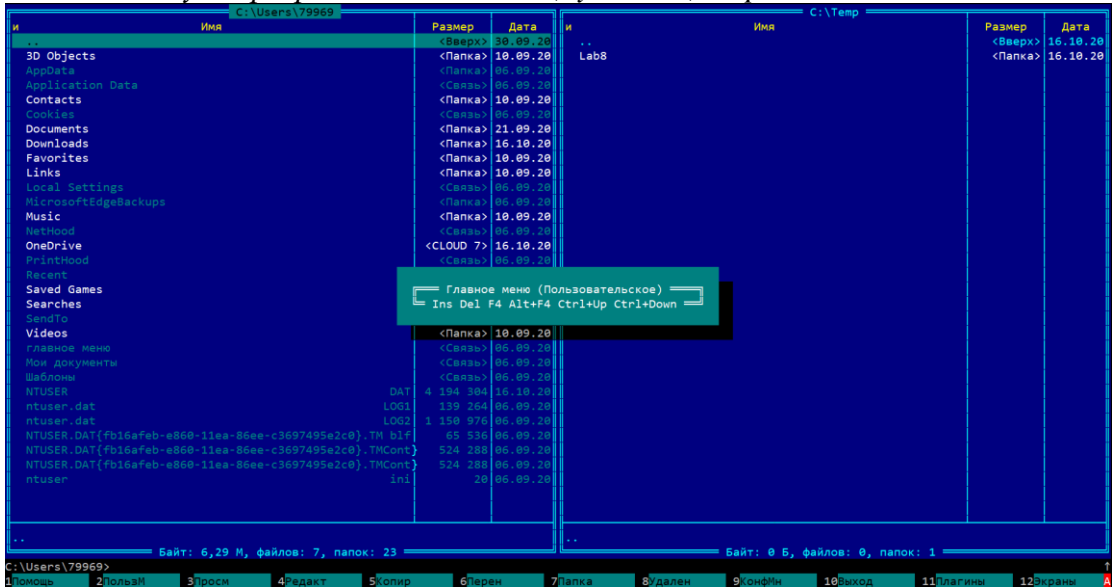 C:\Users\79969
и Имя Размер Дата
.. <Вверх> 30.09.20
3D Objects <Папка> 10.09.20
AppData <Папка> 06.09.20
Application Data <Связь> 06.09.20
Contacts <Папка> 10.09.20
Cookies <Связь> 06.09.20
Documents <Папка> 21.09.20
Downloads <Папка> 16.10.20
Favorites <Папка> 10.09.20
Links <Папка> 10.09.20
Local Settings <Связь> 06.09.20
MicrosoftEdgeBackups <Папка> 06.09.20
Music <Папка> 10.09.20
NetHood <Связь> 06.09.20
OneDrive <CLOUD 7> 16.10.20
PrintHood <Связь> 06.09.20
Recent
Saved Games
Searches
SendTo
Videos <Папка> 10.09.20
главное меню <Связь> 06.09.20
Мои документы <Связь> 06.09.20
Шаблоны <Связь> 06.09.20
NTUSER DAT 4 194 304 16.10.20
ntuser.dat LOG1 139 264 06.09.20
ntuser.dat LOG2 1 150 976 06.09.20
NTUSER.DAT{fb16afeb-e860-11ea-86ee-c3697495e2c0}.TM blf 65 536 06.09.20
NTUSER.DAT{fb16afeb-e860-11ea-86ee-c3697495e2c0}.TMCont} 524 288 06.09.20
NTUSER.DAT{fb16afeb-e860-11ea-86ee-c3697495e2c0}.TMCont} 524 288 06.09.20
ntuser ini 20 06.09.20
..
Байт: 6,29 М, файлов: 7, папок: 23
C:\Temp
и Имя Размер Дата
.. <Вверх> 16.10.20
Lab8 <Папка> 16.10.20
..
Байт: 0 Б, файлов: 0, папок: 1
Главное меню (Пользовательское)
Ins Del F4 Alt+F4 Ctrl+Up Ctrl+Down
C:\Users\79969>
1Помощь 2ПользМ 3Просм 4Редакт 5Копир 6Перен 7Папка 8Удален 9КонфМн 10Выход 11Плагины 12Экраны